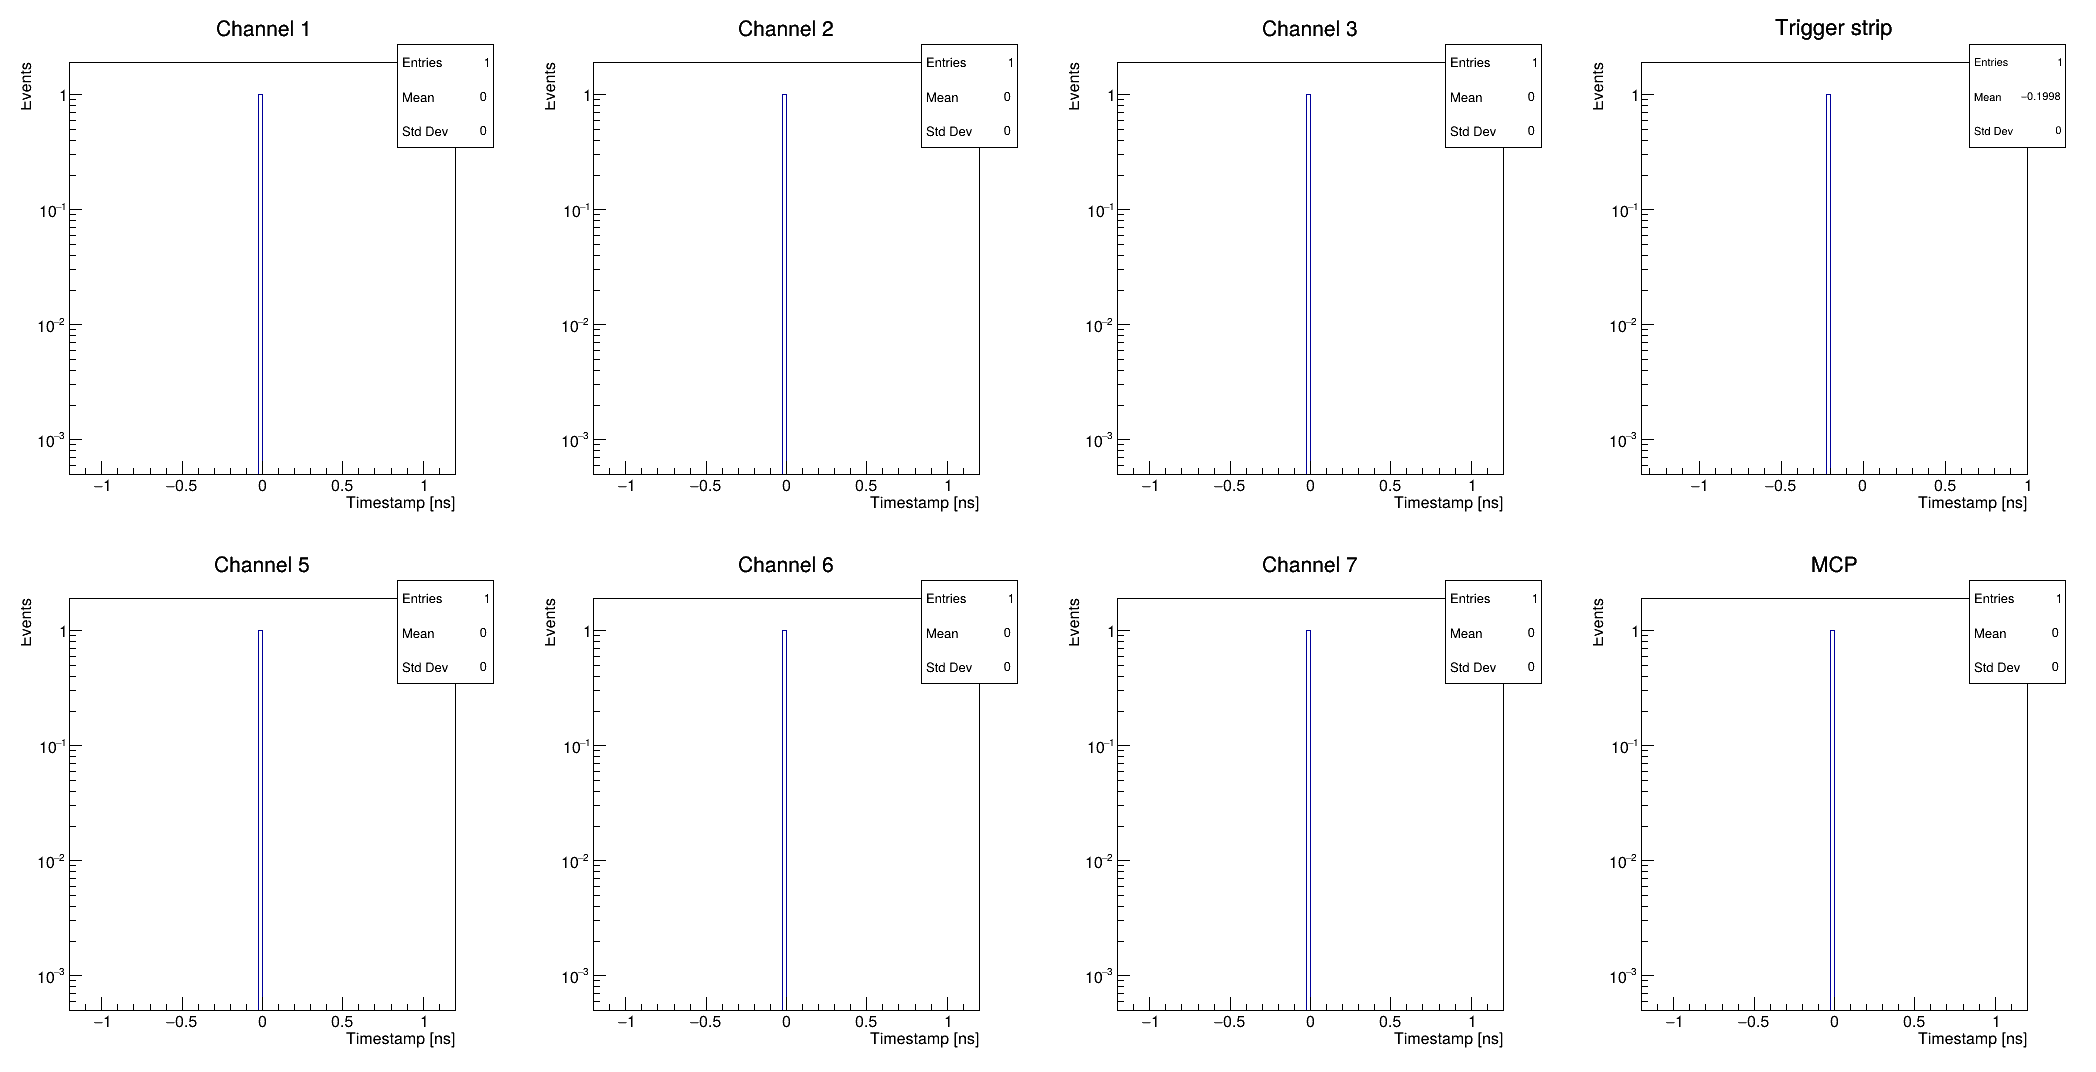 Channel 1
Events
Entries 1
Mean 0
Std Dev 0
1
10⁻¹
10⁻²
10⁻³
−1 −0.5 0 0.5 1
Timestamp [ns]
Channel 2
Events
Entries 1
Mean 0
Std Dev 0
1
10⁻¹
10⁻²
10⁻³
−1 −0.5 0 0.5 1
Timestamp [ns]
Channel 3
Events
Entries 1
Mean 0
Std Dev 0
1
10⁻¹
10⁻²
10⁻³
−1 −0.5 0 0.5 1
Timestamp [ns]
Trigger strip
Events
Entries 1
Mean −0.1998
Std Dev 0
1
10⁻¹
10⁻²
10⁻³
−1 −0.5 0 0.5 1
Timestamp [ns]
Channel 5
Events
Entries 1
Mean 0
Std Dev 0
1
10⁻¹
10⁻²
10⁻³
−1 −0.5 0 0.5 1
Timestamp [ns]
Channel 6
Events
Entries 1
Mean 0
Std Dev 0
1
10⁻¹
10⁻²
10⁻³
−1 −0.5 0 0.5 1
Timestamp [ns]
Channel 7
Events
Entries 1
Mean 0
Std Dev 0
1
10⁻¹
10⁻²
10⁻³
−1 −0.5 0 0.5 1
Timestamp [ns]
MCP
Events
Entries 1
Mean 0
Std Dev 0
1
10⁻¹
10⁻²
10⁻³
−1 −0.5 0 0.5 1
Timestamp [ns]